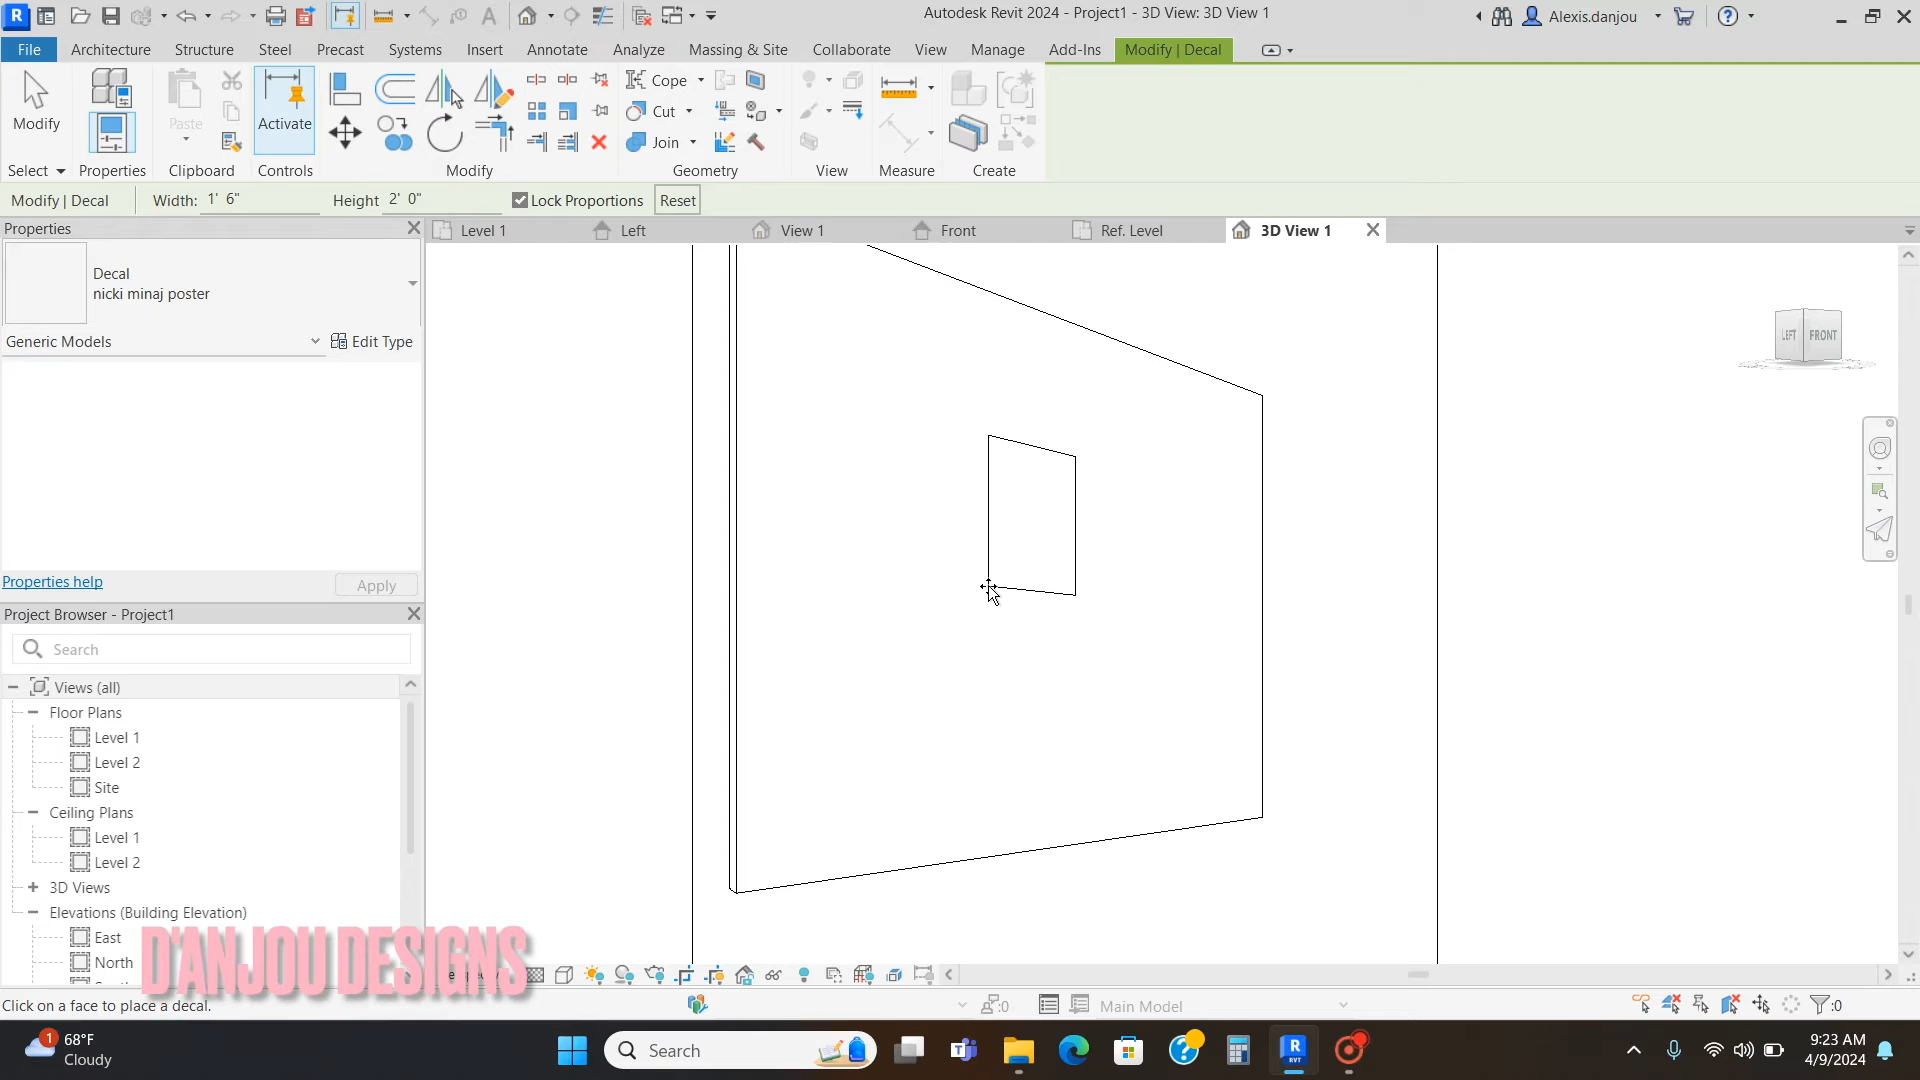 Autodesk Revit 2024 - Project1 - 3D View: 3D View 1
Alexis.danjou
File Architecture Structure Steel Precast Systems Insert Annotate Analyze Massing & Site Collaborate View Manage Add-Ins Modify | Decal
Modify Paste Activate Cope
Cut
Join
Select Properties Clipboard Controls Modify Geometry View Measure Create
Modify | Decal Width: 1' 6" Height 2' 0" Lock Proportions Reset
Properties
Level 1 Left View 1 Front Ref. Level 3D View 1
Decal
nicki minaj poster
Generic Models Edit Type
LEFT FRONT
Properties help Apply
Project Browser - Project1
Search
Views (all)
Floor Plans
Level 1
Level 2
Site
Ceiling Plans
Level 1
Level 2
3D Views
Elevations (Building Elevation)
East
North
D'ANJOU DESIGNS
Click on a face to place a decal.
:0
Main Model
:0
1
68°F
Cloudy
Search
9:23 AM
4/9/2024